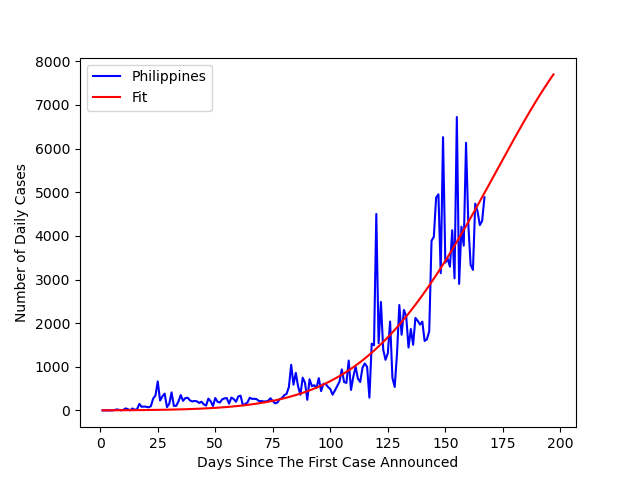 8000
7000
6000
5000
4000
3000
2000
1000
0
Number of Daily Cases
Philippines
Fit
0 25 50 75 100 125 150 175 200
Days Since The First Case Announced